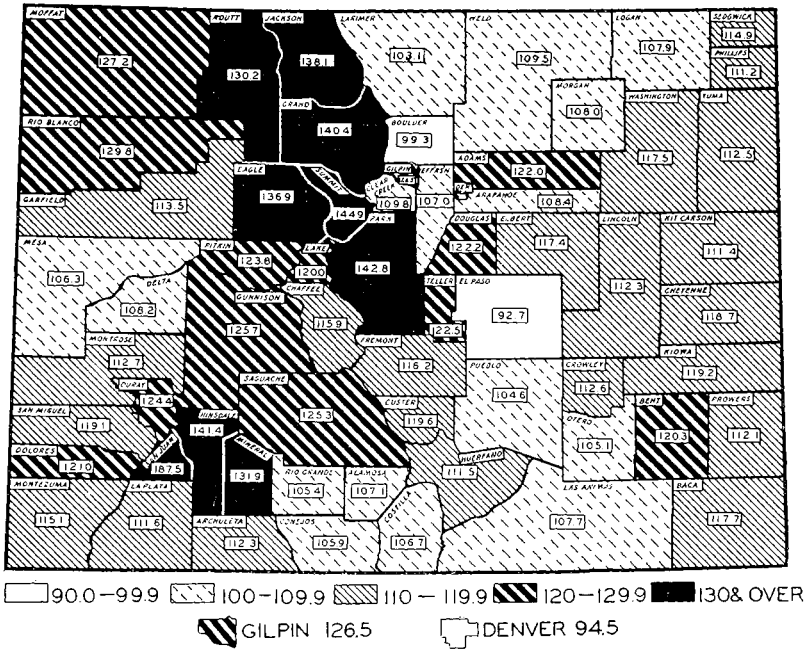 MOFFAT
127.2
ROUTT
130.2
JACKSON
138.1
LARIMER
103.1
WELD
109.5
LOGAN
107.9
SEDGWICK
114.9
PHILLIPS
111.2
MORGAN
108.0
WASHINGTON
117.5
YUMA
112.5
RIO BLANCO
129.8
GRAND
140.4
BOULDER
99.3
GARFIELD
113.5
EAGLE
136.9
SUMMIT
144.9
GILPIN
CLEAR CREEK
109.8
JEFFRSN
107.0
ADAMS
122.0
DEN
ARAPAHOE
108.4
PARK
142.8
DOUGLAS
122.2
ELBERT
117.4
LINCOLN
112.3
KIT CARSON
111.4
MESA
106.3
PITKIN
123.8
LAKE
120.0
DELTA
108.2
GUNNISON
125.7
CHAFFEE
115.9
TELLER
122.5
EL PASO
92.7
CHEYENNE
118.7
MONTROSE
112.7
FREMONT
116.2
PUEBLO
104.6
CROWLEY
112.6
KIOWA
119.2
OURAY
124.4
SAGUACHE
125.3
CUSTER
119.6
OTERO
105.1
BENT
120.3
PROWERS
112.1
SAN MIGUEL
119.1
HINSDALE
141.4
DOLORES
121.0
SAN JUAN
187.5
MINERAL
131.9
RIO GRANDE
105.4
ALAMOSA
107.1
HUERFANO
111.5
MONTEZUMA
115.1
LA PLATA
111.6
ARCHULETA
112.3
CONEJOS
105.9
COSTILLA
106.7
LAS ANIMAS
107.7
BACA
117.7
90.0-99.9 100-109.9 110-119.9 120-129.9 130& OVER
GILPIN 126.5 DENVER 94.5